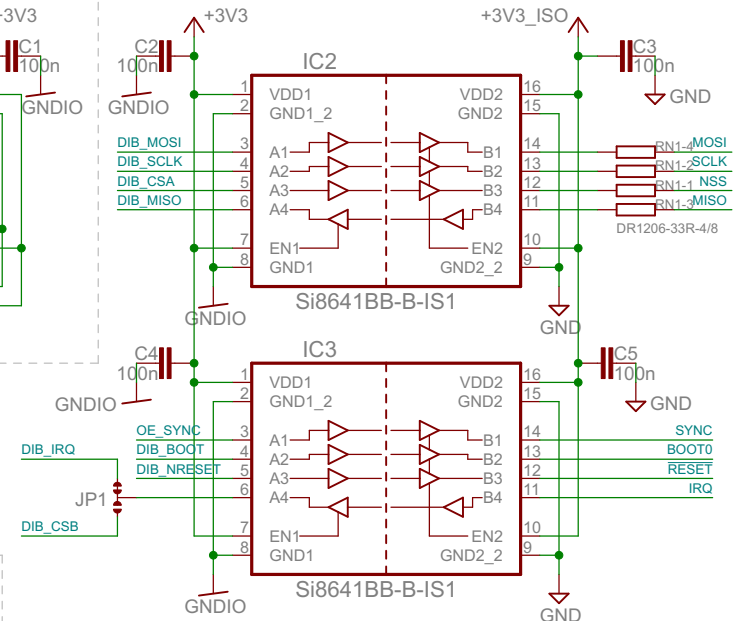 +3V3
+3V3
+3V3_ISO
C1
100n
GNDIO
C2
100n
GNDIO
C3
100n
GND
IC2
1
VDD1
VDD2
16
2
GND1_2
GND2
15
DIB_MOSI
3
A1
B1
14
RN1-4
MOSI
DIB_SCLK
4
A2
B2
13
RN1-2
SCLK
DIB_CSA
5
A3
B3
12
RN1-1
NSS
DIB_MISO
6
A4
B4
11
RN1-3
MISO
DR1206-33R-4/8
7
EN1
EN2
10
8
GND1
GND2_2
9
Si8641BB-B-IS1
GNDIO
GND
C4
100n
GNDIO
IC3
C5
100n
GND
1
VDD1
VDD2
16
2
GND1_2
GND2
15
OE_SYNC
3
A1
B1
14
SYNC
DIB_BOOT
4
A2
B2
13
BOOT0
DIB_NRESET
5
A3
B3
12
RESET
DIB_IRQ
JP1
DIB_CSB
6
A4
B4
11
IRQ
7
EN1
EN2
10
8
GND1
GND2_2
9
Si8641BB-B-IS1
GNDIO
GND